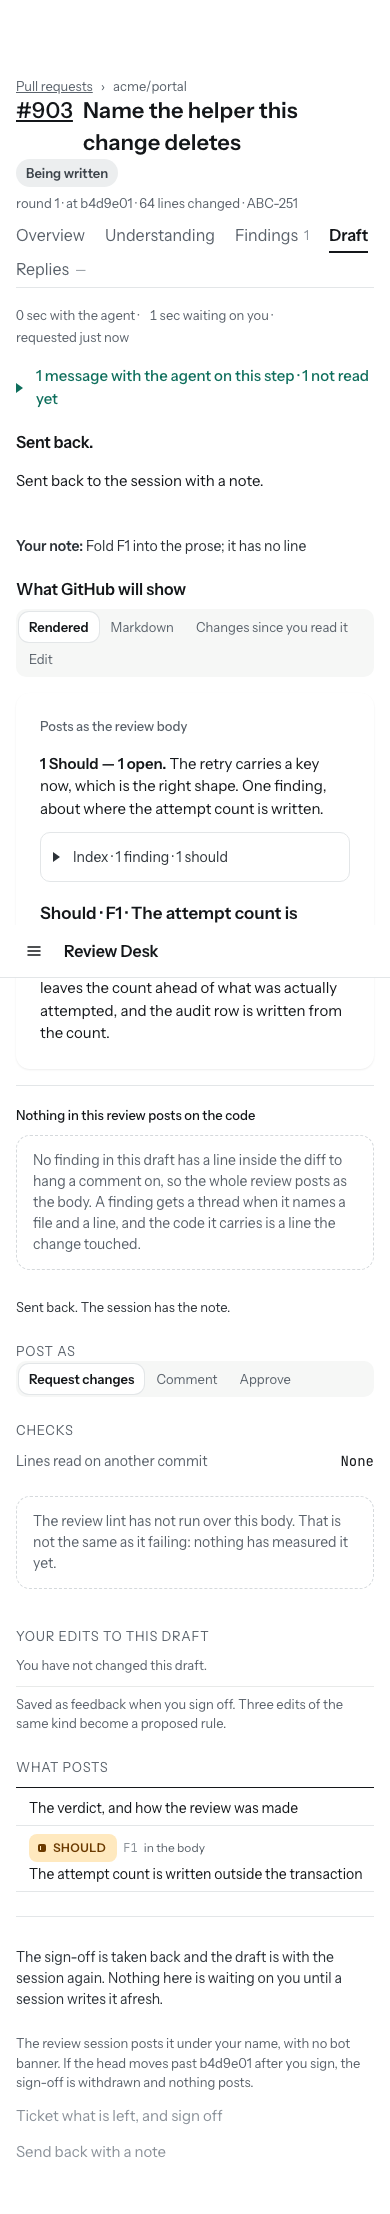 Pull requests › acme/portal
#903 Name the helper this
change deletes
Being written
round 1 · at b4d9e01 · 64 lines changed · ABC-251
Overview Understanding Findings 1 Draft
Replies —
0 sec with the agent · 1 sec waiting on you ·
requested just now
1 message with the agent on this step · 1 not read
yet
Sent back.
Sent back to the session with a note.
Your note: Fold F1 into the prose; it has no line
What GitHub will show
Rendered Markdown Changes since you read it
Edit
Posts as the review body
1 Should — 1 open. The retry carries a key
now, which is the right shape. One finding,
about where the attempt count is written.
Index · 1 finding · 1 should
Should · F1 · The attempt count is
Review Desk
leaves the count ahead of what was actually
attempted, and the audit row is written from
the count.
Nothing in this review posts on the code
No finding in this draft has a line inside the diff to
hang a comment on, so the whole review posts as
the body. A finding gets a thread when it names a
file and a line, and the code it carries is a line the
change touched.
Sent back. The session has the note.
POST AS
Request changes Comment Approve
CHECKS
Lines read on another commit None
The review lint has not run over this body. That is
not the same as it failing: nothing has measured it
yet.
YOUR EDITS TO THIS DRAFT
You have not changed this draft.
Saved as feedback when you sign off. Three edits of the
same kind become a proposed rule.
WHAT POSTS
The verdict, and how the review was made
SHOULD F1 in the body
The attempt count is written outside the transaction
The sign-off is taken back and the draft is with the
session again. Nothing here is waiting on you until a
session writes it afresh.
The review session posts it under your name, with no bot
banner. If the head moves past b4d9e01 after you sign, the
sign-off is withdrawn and nothing posts.
Ticket what is left, and sign off
Send back with a note